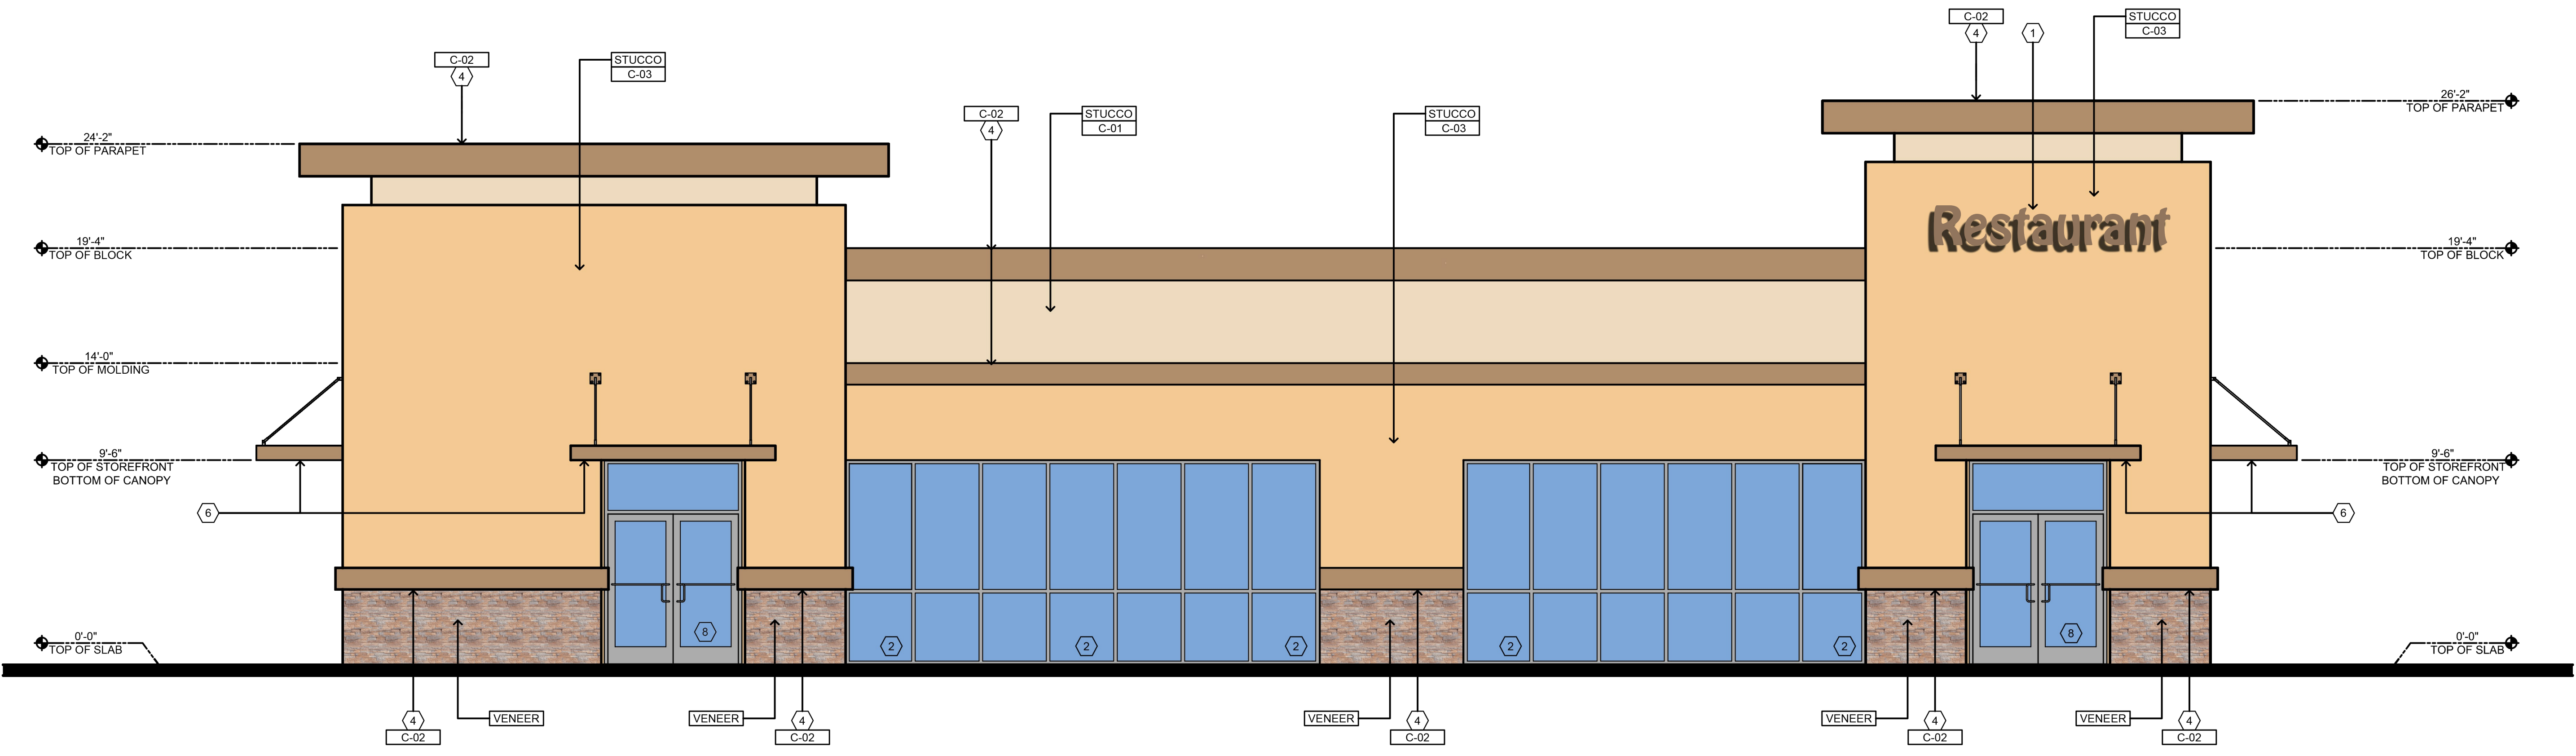 C-02
4
STUCCO
C-03
C-02
4
STUCCO
C-01
STUCCO
C-03
C-02
4
1
STUCCO
C-03
24'-2"
TOP OF PARAPET
26'-2"
TOP OF PARAPET
19'-4"
TOP OF BLOCK
Restaurant
19'-4"
TOP OF BLOCK
14'-0"
TOP OF MOLDING
9'-6"
TOP OF STOREFRONT
BOTTOM OF CANOPY
9'-6"
TOP OF STOREFRONT
BOTTOM OF CANOPY
6
6
8
2
2
2
2
2
8
0'-0"
TOP OF SLAB
0'-0"
TOP OF SLAB
4
C-02
VENEER
VENEER
4
C-02
VENEER
4
C-02
VENEER
4
C-02
VENEER
4
C-02